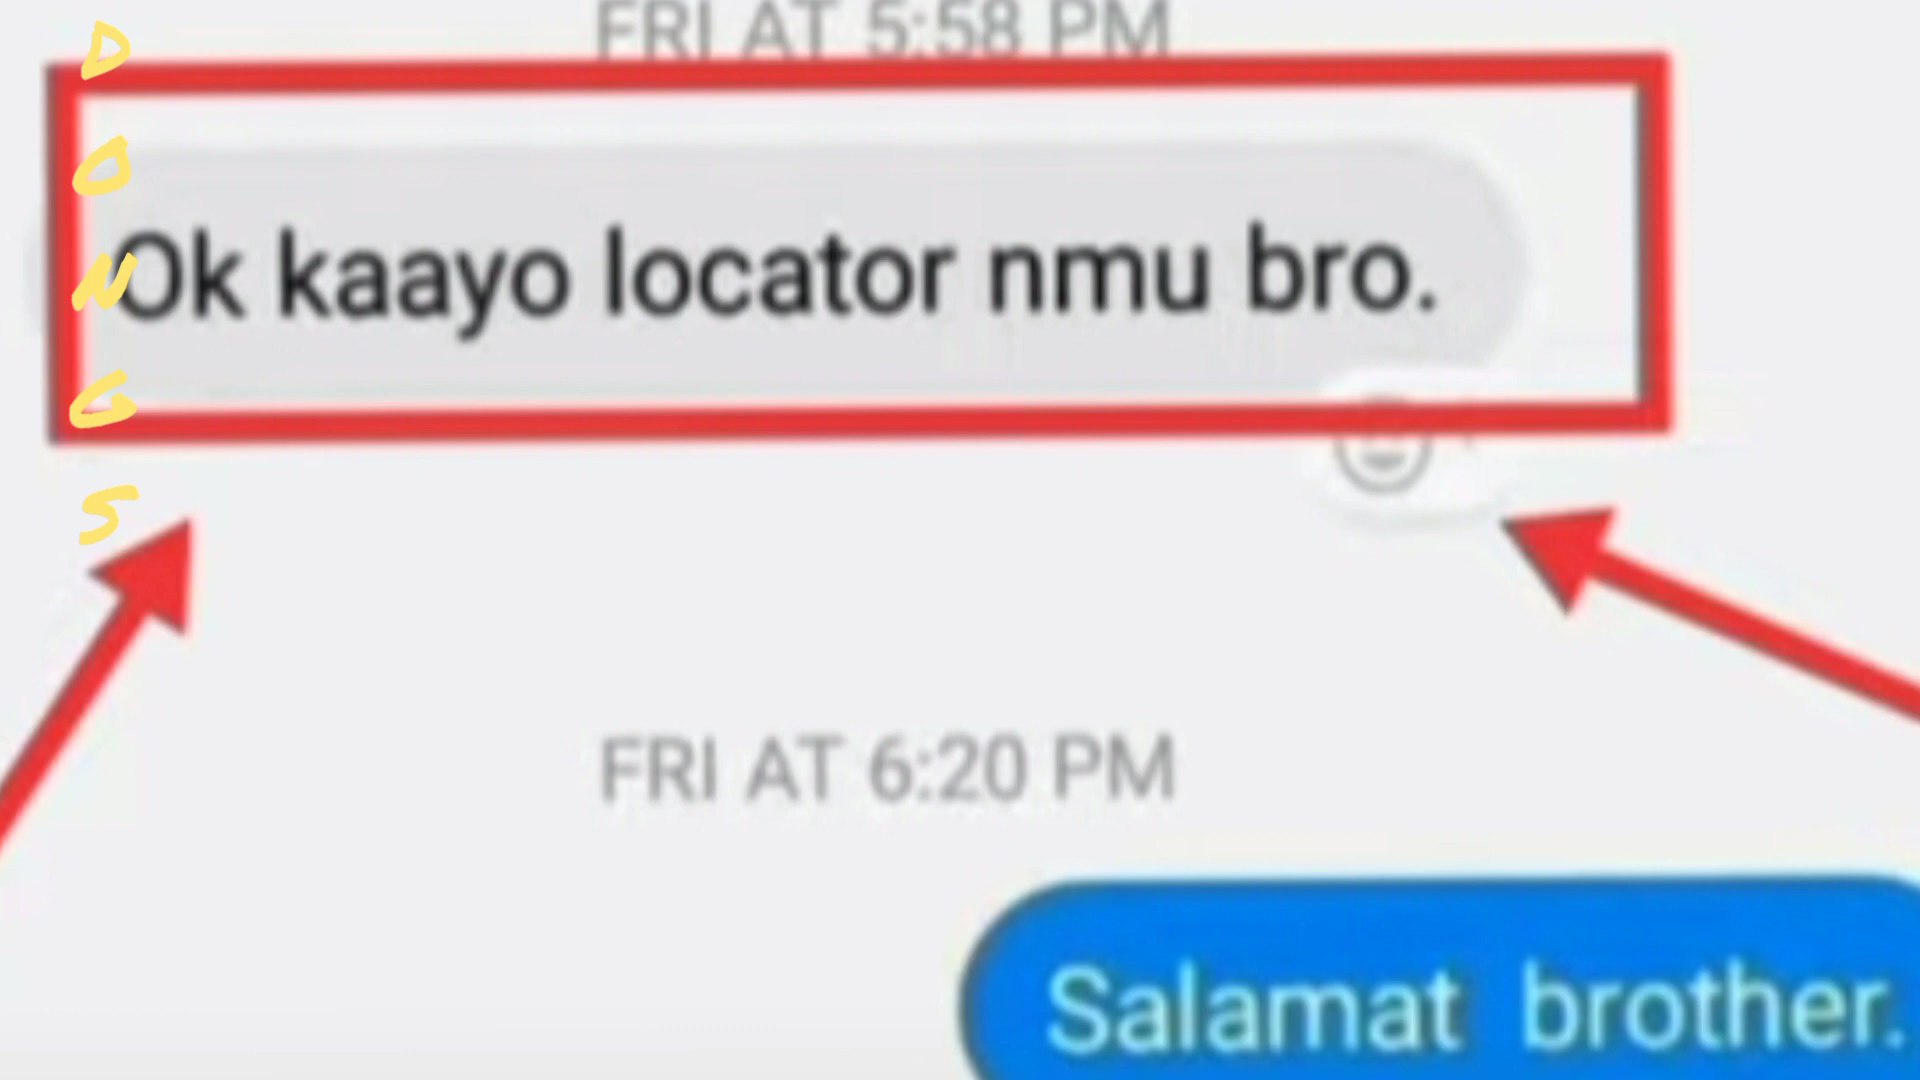 FRI AT 5:58 PM
Ok kaayo locator nmu bro.
FRI AT 6:20 PM
Salamat brother.
DONGS